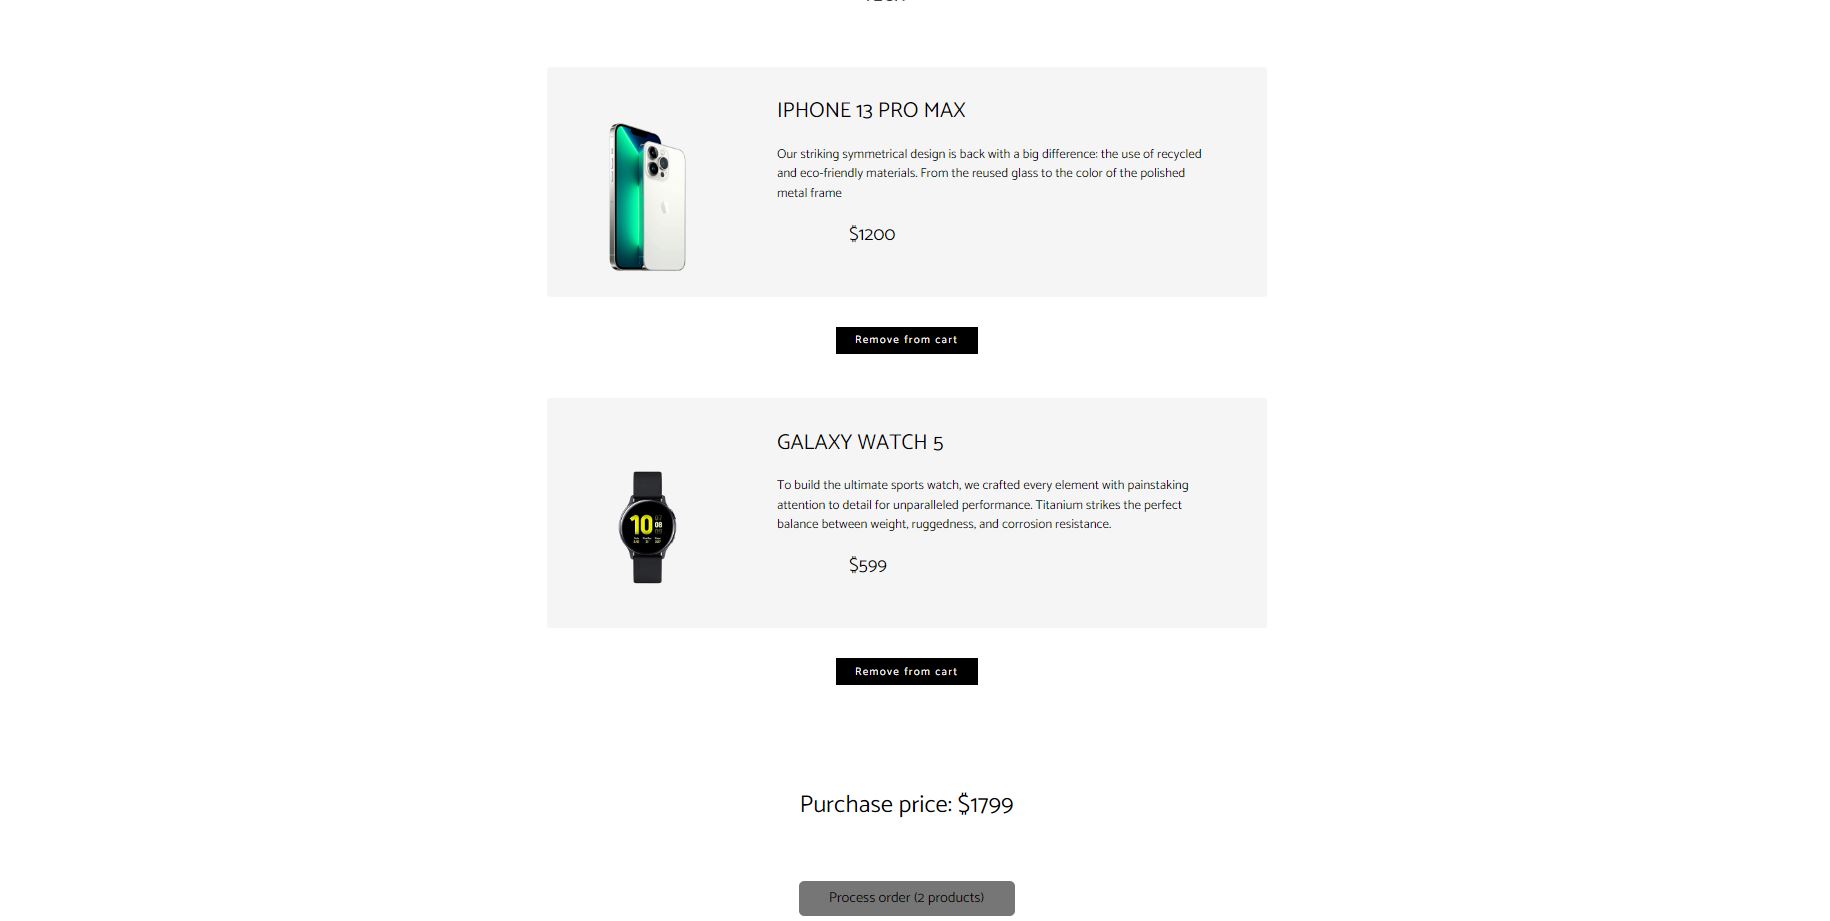 IPHONE 13 PRO MAX
Our striking symmetrical design is back with a big difference: the use of recycled
and eco-friendly materials. From the reused glass to the color of the polished
metal frame
$1200
Remove from cart
GALAXY WATCH 5
To build the ultimate sports watch, we crafted every element with painstaking
attention to detail for unparalleled performance. Titanium strikes the perfect
balance between weight, ruggedness, and corrosion resistance.
10
08
$599
Remove from cart
Purchase price: $1799
Process order (2 products)